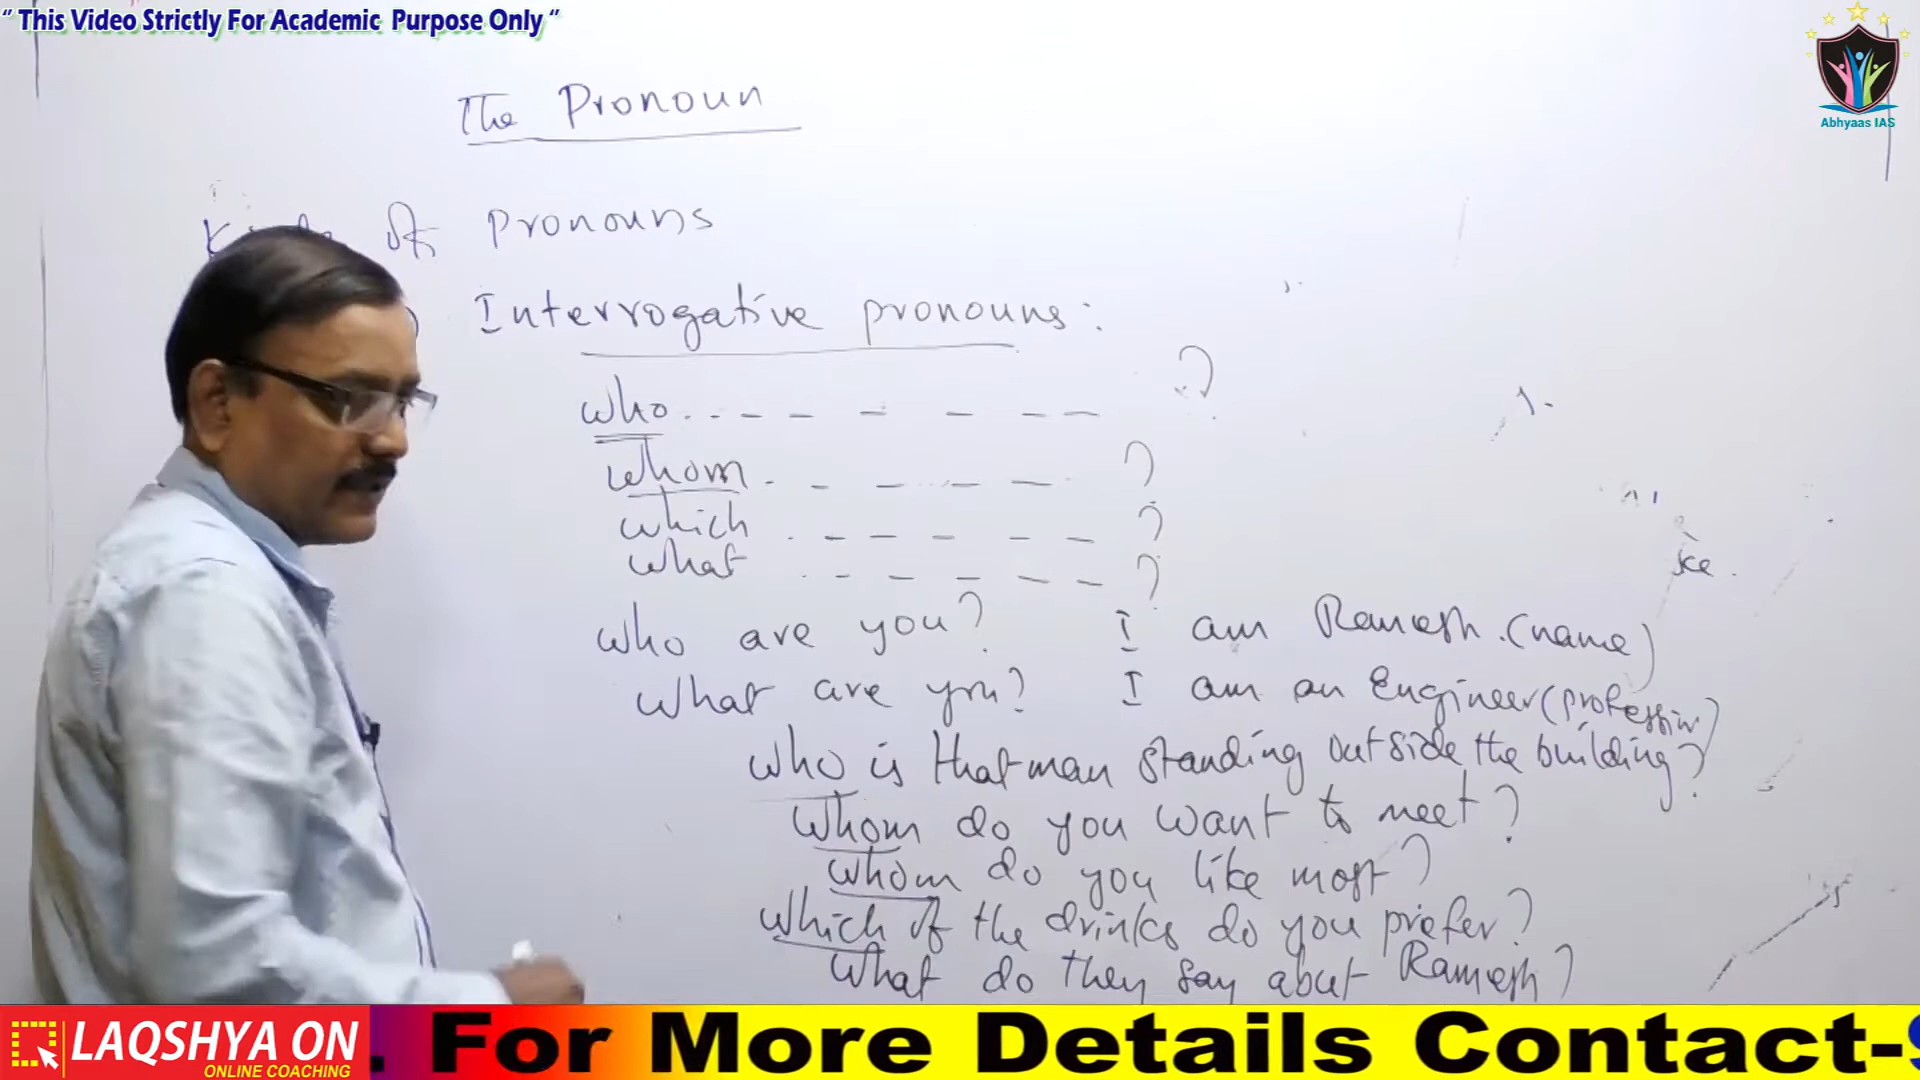 “ This Video Strictly For Academic Purpose Only “
Abhyaas IAS
The Pronoun
of pronouns
Interrogative pronouns:
who . . - - - - - - ?
whom . - - - - - ?
which . - - - - - ?
what . - - - - - ?
who are you? I am Ramesh. (name)
what are you? I am an Engineer (profession)
who is that man standing outside the building?
whom do you want to meet?
whom do you like most?
which of the drinks do you prefer?
what do they say about Ramesh?
LAQSHYA ON
ONLINE COACHING
. For More Details Contact-